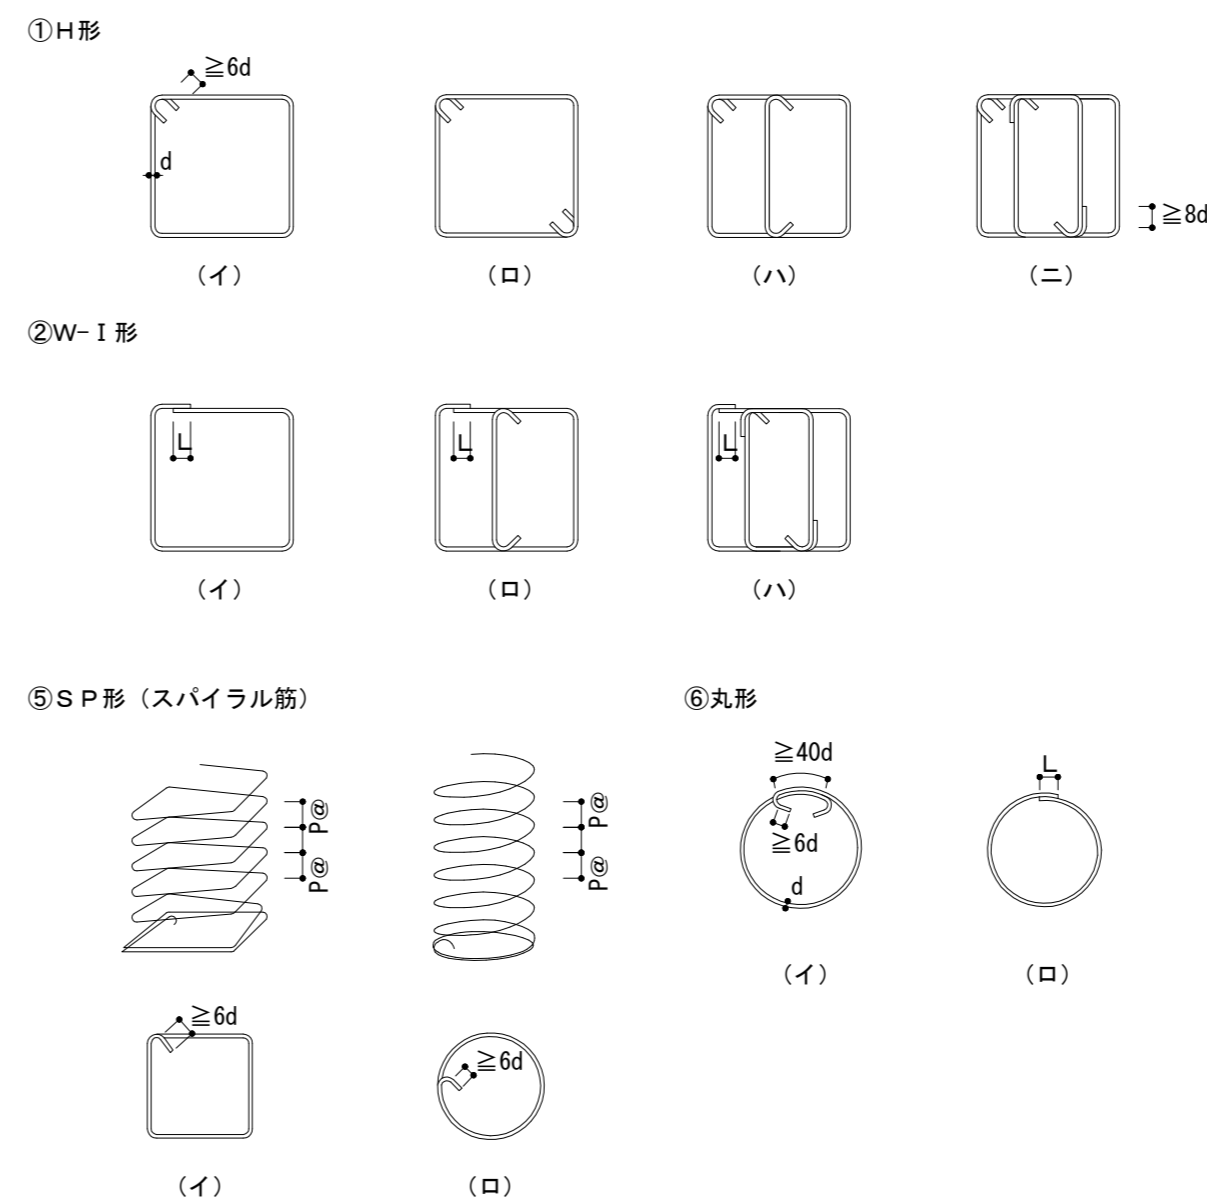 ①H形
≧6d
d
(イ)
(ロ)
(ハ)
≧8d
(ニ)
②W-I形
L
(イ)
L
(ロ)
L
(ハ)
⑤SP形(スパイラル筋)
P@
P@
P@
P@
≧6d
(イ)
≧6d
(ロ)
⑥丸形
≧40d
≧6d
d
(イ)
L
(ロ)